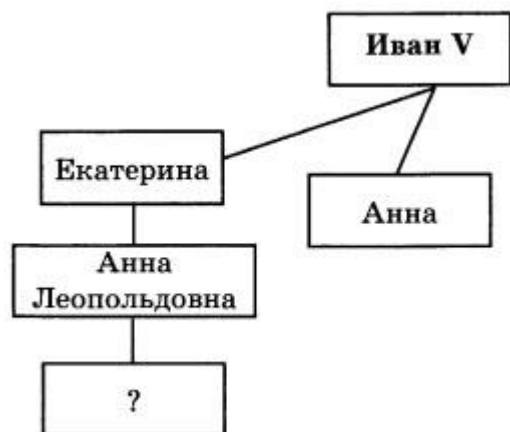 Иван V
Екатерина
Анна
Анна
Леопольдовна
?